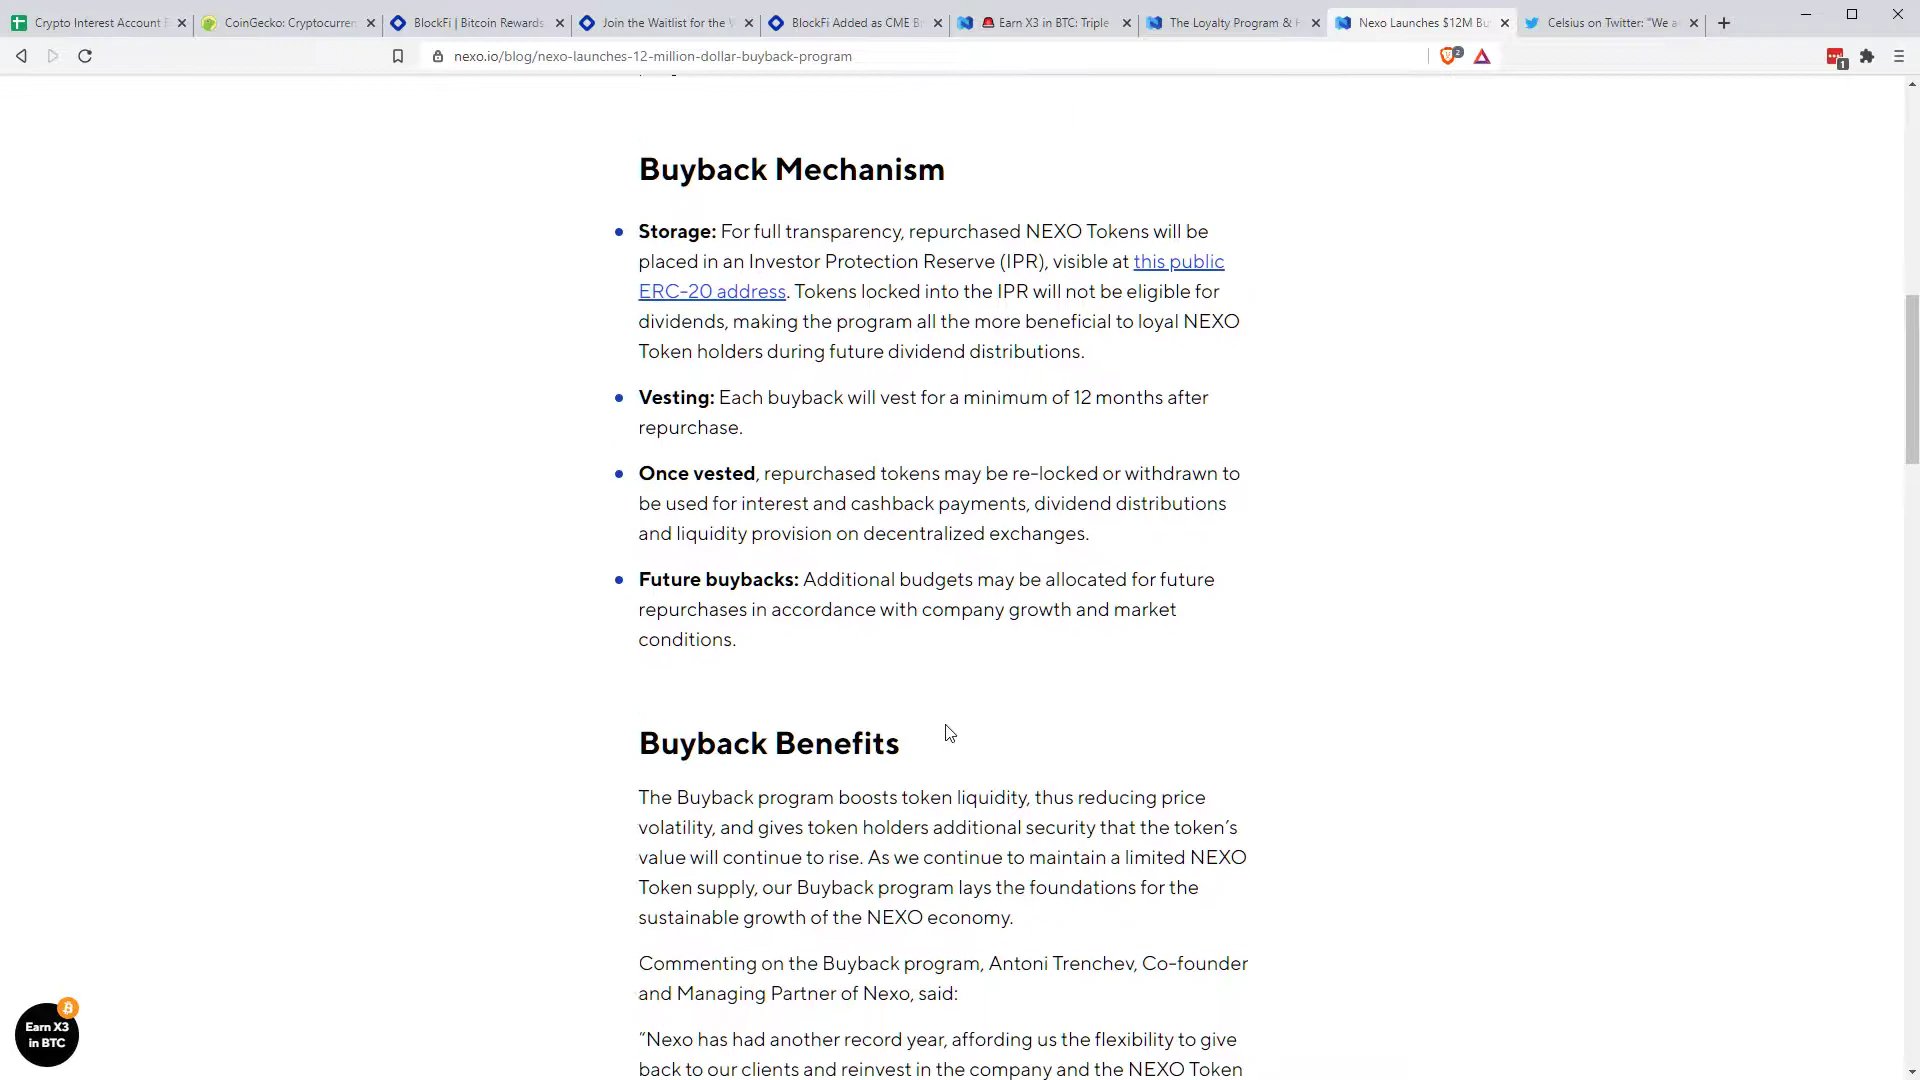 Crypto Interest Account
CoinGecko: Cryptocurren
BlockFi | Bitcoin Rewards
Join the Waitlist for the
BlockFi Added as CME B
Earn X3 in BTC: Triple
The Loyalty Program &
Nexo Launches $12M Bu
Celsius on Twitter: "We a
nexo.io/blog/nexo-launches-12-million-dollar-buyback-program
2
1
Buyback Mechanism
Storage: For full transparency, repurchased NEXO Tokens will be
placed in an Investor Protection Reserve (IPR), visible at this public
ERC-20 address. Tokens locked into the IPR will not be eligible for
dividends, making the program all the more beneficial to loyal NEXO
Token holders during future dividend distributions.
Vesting: Each buyback will vest for a minimum of 12 months after
repurchase.
Once vested, repurchased tokens may be re-locked or withdrawn to
be used for interest and cashback payments, dividend distributions
and liquidity provision on decentralized exchanges.
Future buybacks: Additional budgets may be allocated for future
repurchases in accordance with company growth and market
conditions.
Buyback Benefits
The Buyback program boosts token liquidity, thus reducing price
volatility, and gives token holders additional security that the token’s
value will continue to rise. As we continue to maintain a limited NEXO
Token supply, our Buyback program lays the foundations for the
sustainable growth of the NEXO economy.
Commenting on the Buyback program, Antoni Trenchev, Co-founder
and Managing Partner of Nexo, said:
“Nexo has had another record year, affording us the flexibility to give
back to our clients and reinvest in the company and the NEXO Token
Earn X3
in BTC